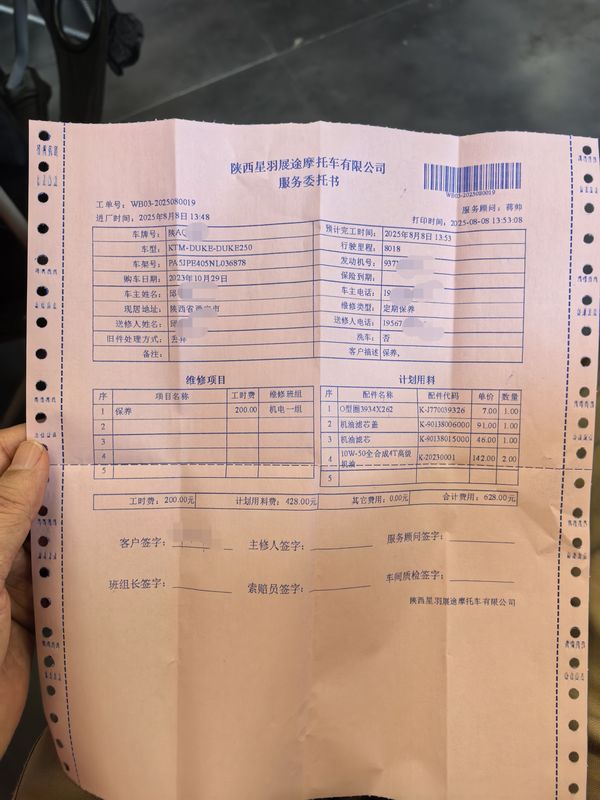 陕西星羽展途摩托车有限公司
服务委托书
WB03-2025080019
工单号：WB03-2025080019
服务顾问：蒋帅
进厂时间：2025年8月8日 13:48
打印时间：2025-08-08 13:53:08
车牌号：陕AQ
预计完工时间：2025年8月8日 13:53
车型：KTM-DUKE-DUKE250
行驶里程：8018
车架号：PA5JPE405NL036878
发动机号：937
购车日期：2023年10月29日
保险到期：
车主姓名：邱
车主电话：19
现居地址：陕西省西安市
维修类型：定期保养
送修人姓名：邱
送修人电话：19567
旧件处理方式：丢弃
洗车：否
备注：
客户描述 保养、
维修项目
序 项目名称 工时费 维修班组
1 保养 200.00 机电一组
2
3
4
5
计划用料
序 配件名称 配件代码 单价 数量
1 O型圈3934X262 K-J770039326 7.00 1.00
2 机油滤芯盖 K-90138006000 91.00 1.00
3 机油滤芯 K-90138015000 46.00 1.00
4 10W-50全合成4T高级机油 K-20230001 142.00 2.00
5
工时费：200.00元 计划用料费：428.00元 其它费用：0.00元 合计费用：628.00元
客户签字： 主修人签字： 服务顾问签字：
班组长签字： 索赔员签字： 车间质检签字：
陕西星羽展途摩托车有限公司